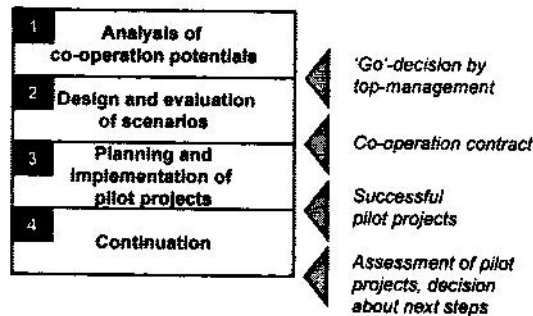 1
Analysis of
co-operation potentials
'Go'-decision by
top-management
2
Design and evaluation
of scenarios
Co-operation contract
3
Planning and
implementation of
pilot projects
Successful
pilot projects
4
Continuation
Assessment of pilot
projects, decision
about next steps